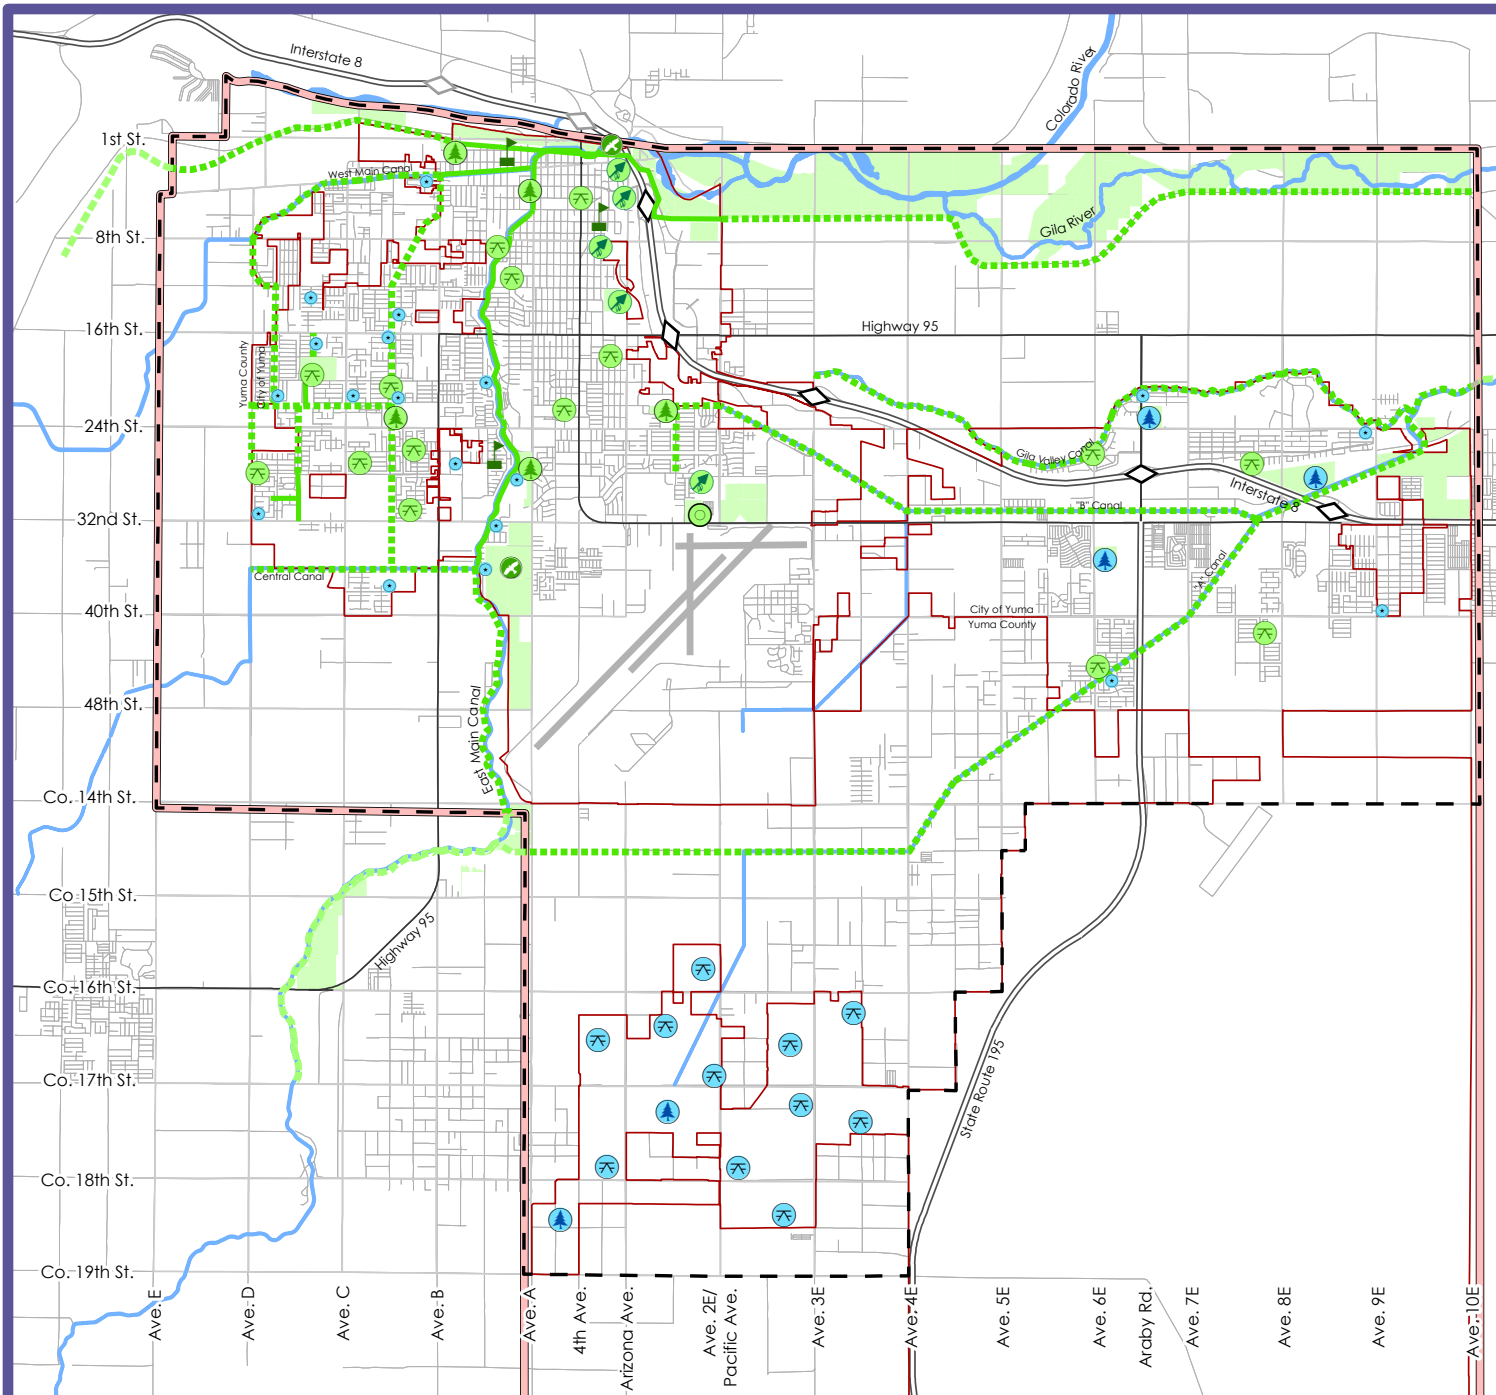 Interstate 8
Colorado River
1st St.
West Main Canal
8th St.
Gila River
16th St.
Highway 95
Yuma County
City of Yuma
24th St.
Gila Valley Canal
Interstate 8
"B" Canal
32nd St.
Central Canal
"A" Canal
40th St.
City of Yuma
Yuma County
48th St.
East Main Canal
Co. 14th St.
Co 15th St.
Highway 95
Co. 16th St.
State Route 195
Co. 17th St.
Co. 18th St.
Co. 19th St.
Ave. E
Ave. D
Ave. C
Ave. B
Ave. A
4th Ave.
Arizona Ave.
Ave. 2E/
Pacific Ave.
Ave. 3E
Ave. 4E
Ave. 5E
Ave. 6E
Araby Rd.
Ave. 7E
Ave. 8E
Ave. 9E
Ave. 10E